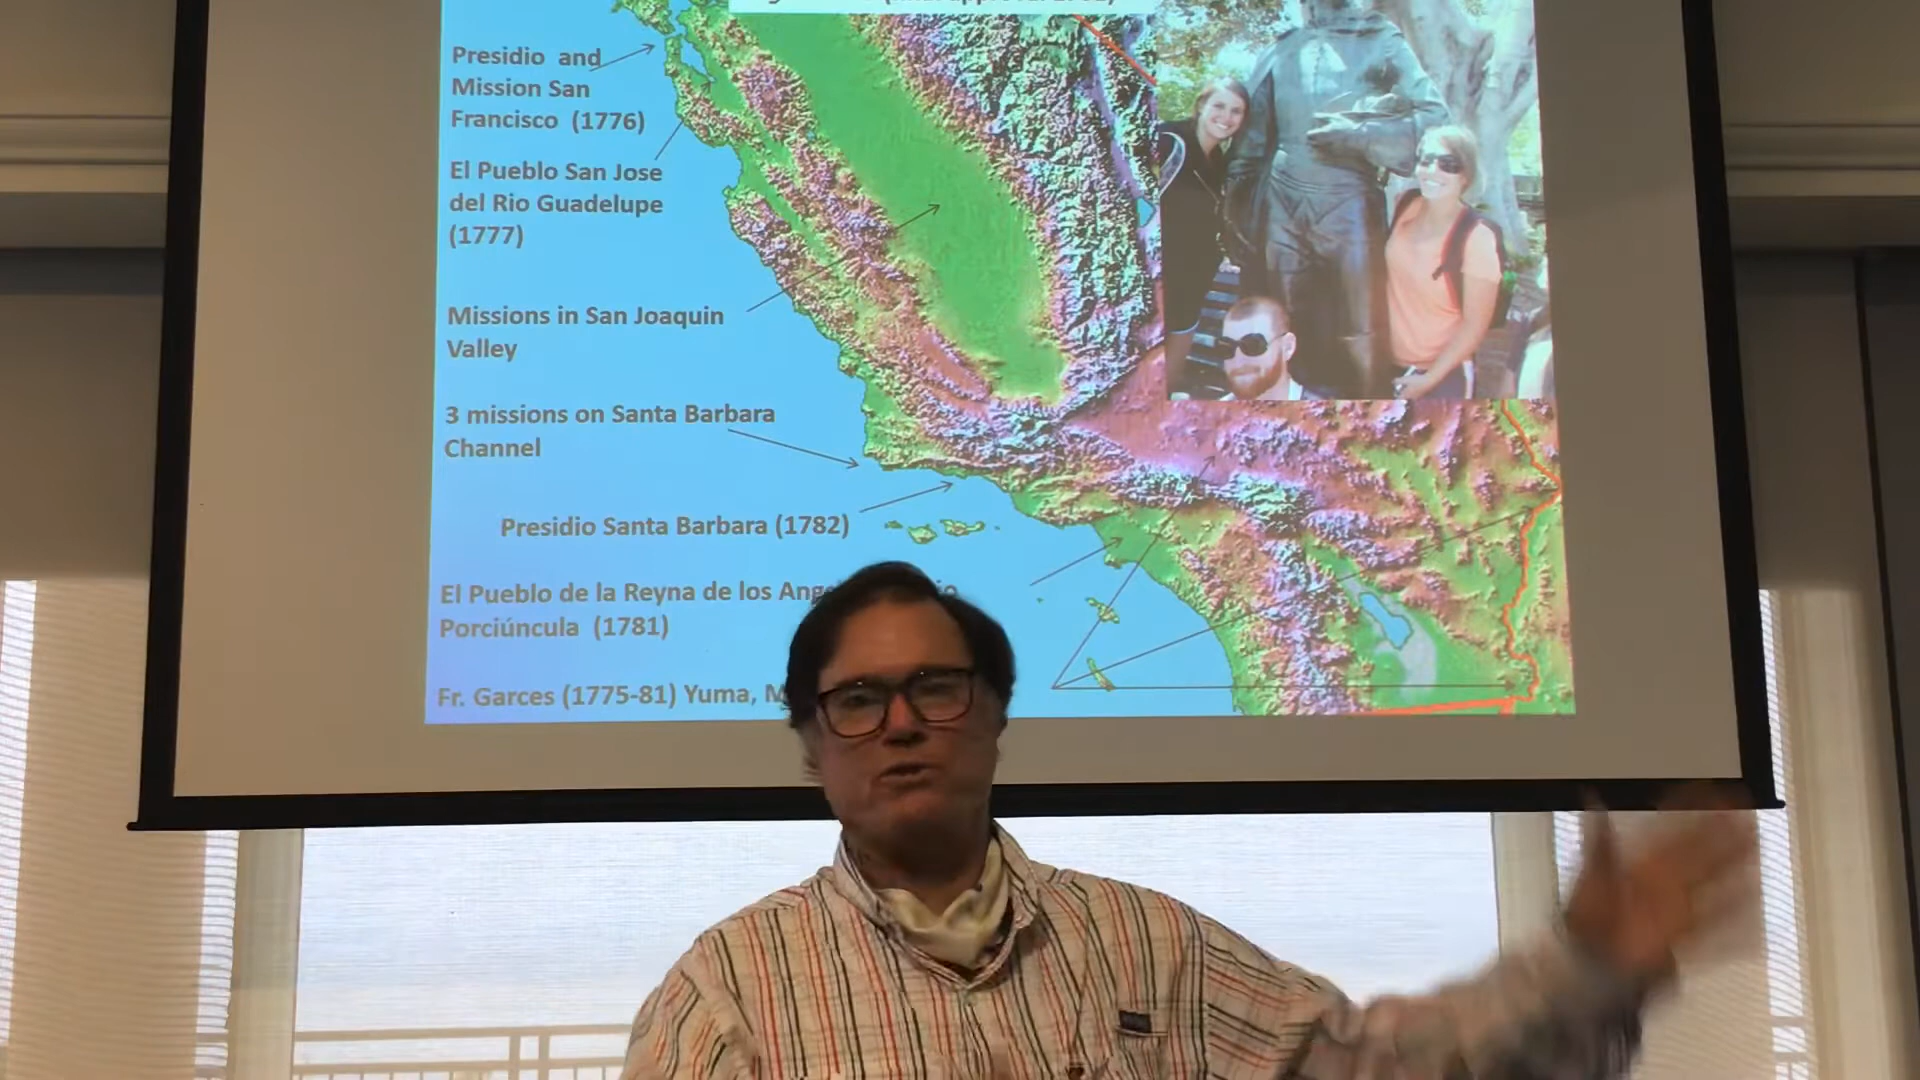 Presidio and
Mission San
Francisco (1776)
El Pueblo San Jose
del Rio Guadelupe
(1777)
Missions in San Joaquin
Valley
3 missions on Santa Barbara
Channel
Presidio Santa Barbara (1782)
El Pueblo de la Reyna de los
Porciúncula (1781)
Fr. Garces (1775-81) Yuma,